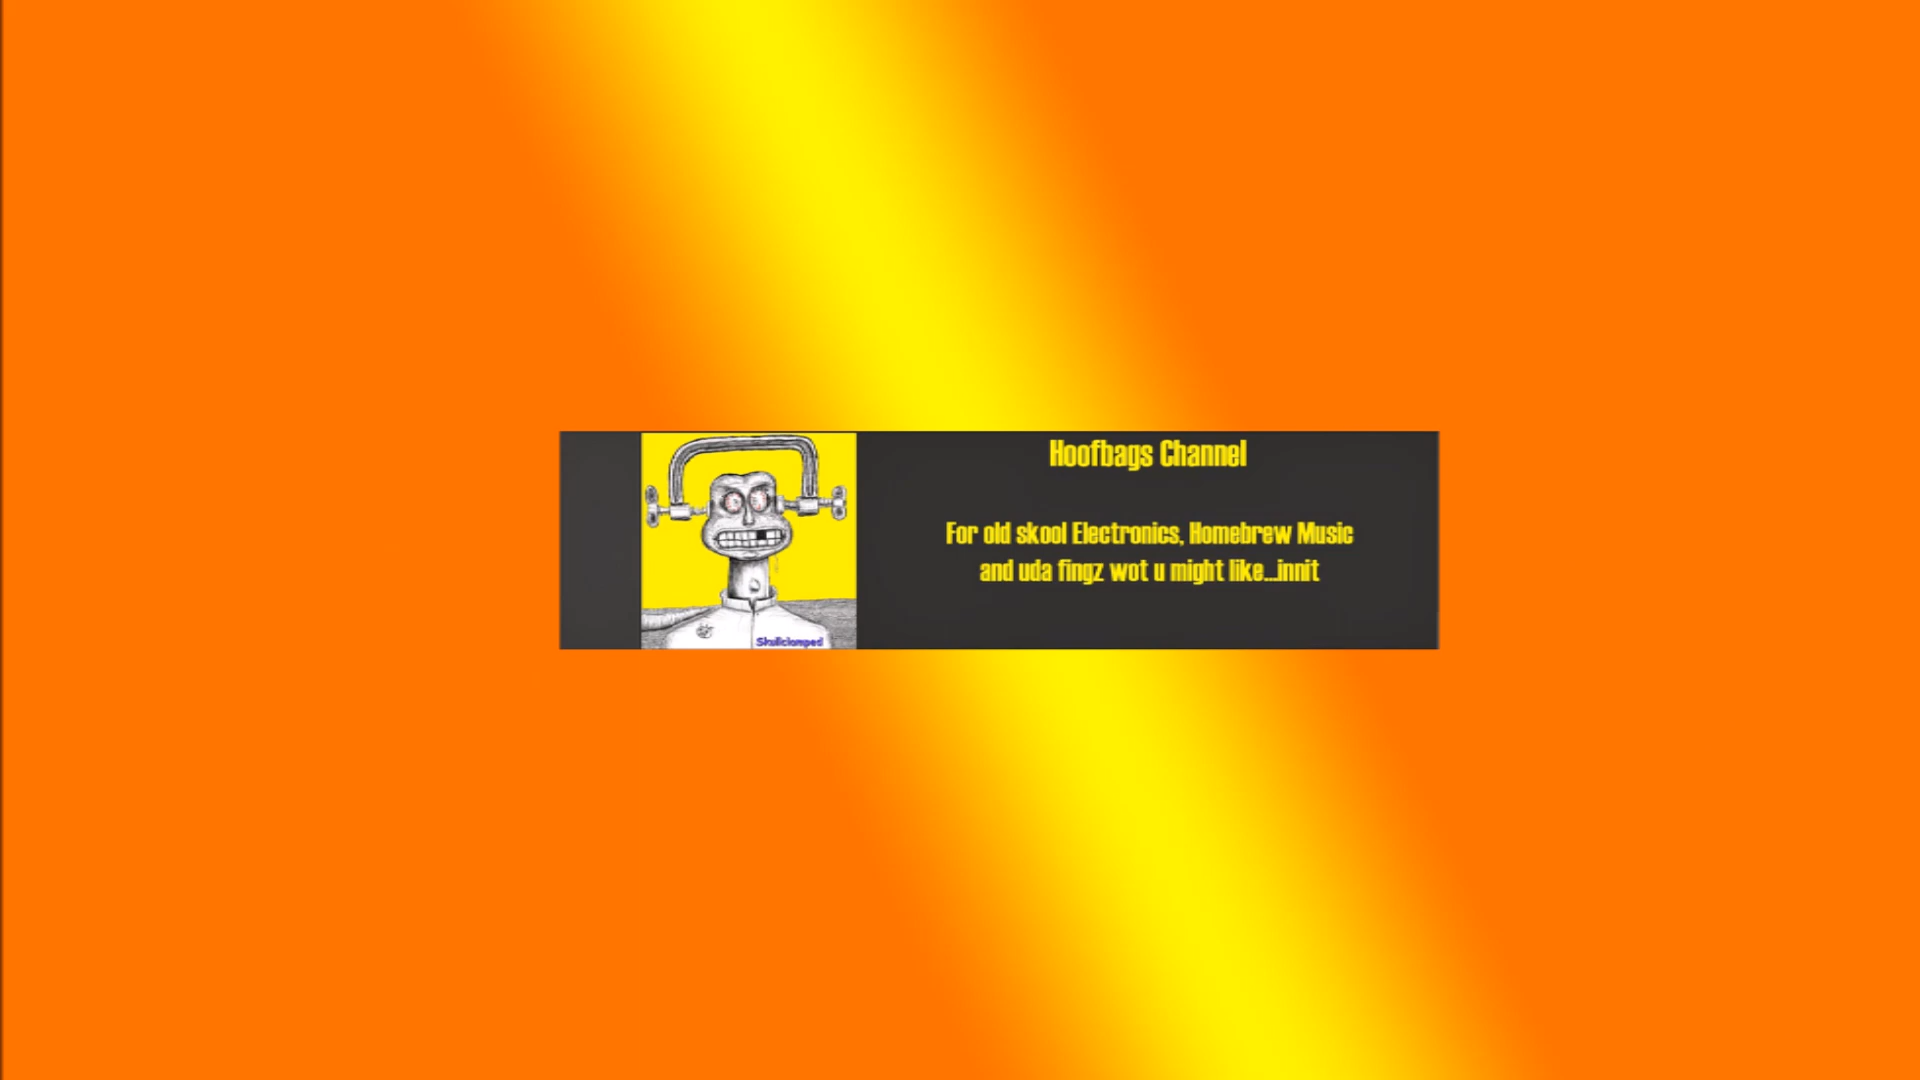 Hoofbags Channel
For old skool Electronics, Homebrew Music
and uda fingz wot u might like...innit
Skullclamped